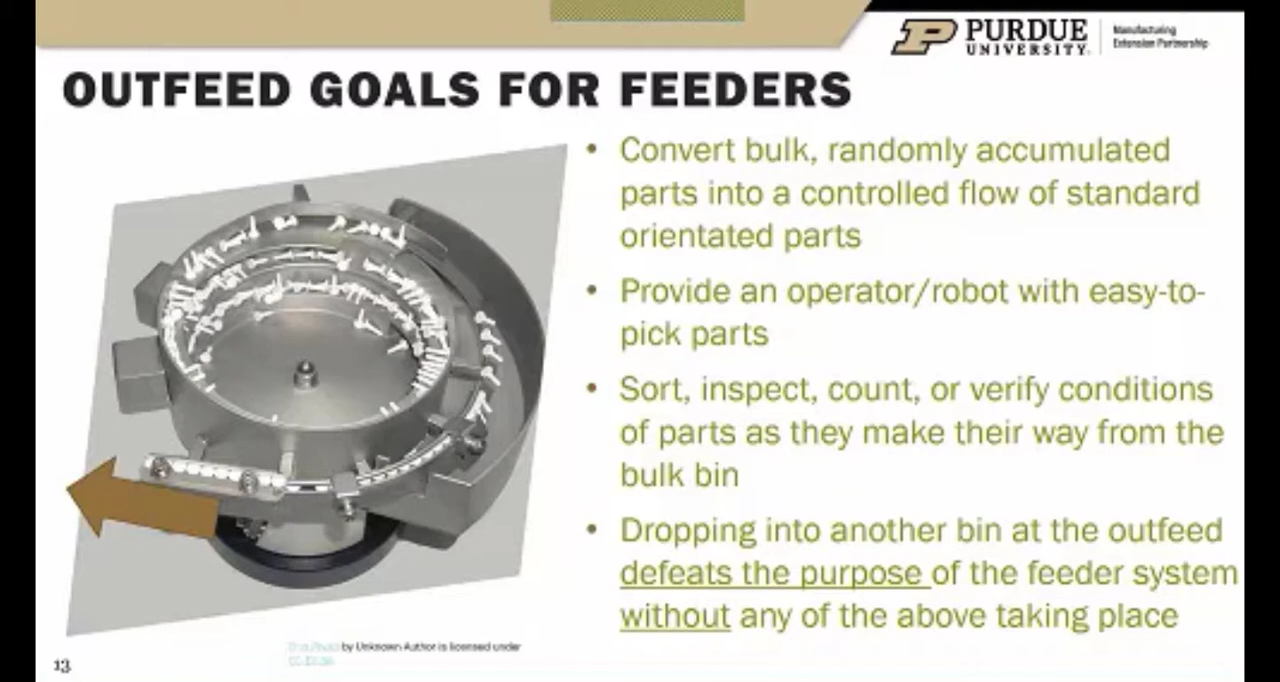 PURDUE
UNIVERSITY
Manufacturing
Extension Partnership
OUTFEED GOALS FOR FEEDERS
• Convert bulk, randomly accumulated
parts into a controlled flow of standard
orientated parts
• Provide an operator/robot with easy-to-
pick parts
• Sort, inspect, count, or verify conditions
of parts as they make their way from the
bulk bin
• Dropping into another bin at the outfeed
defeats the purpose of the feeder system
without any of the above taking place
by Unknown Author is licensed under
13